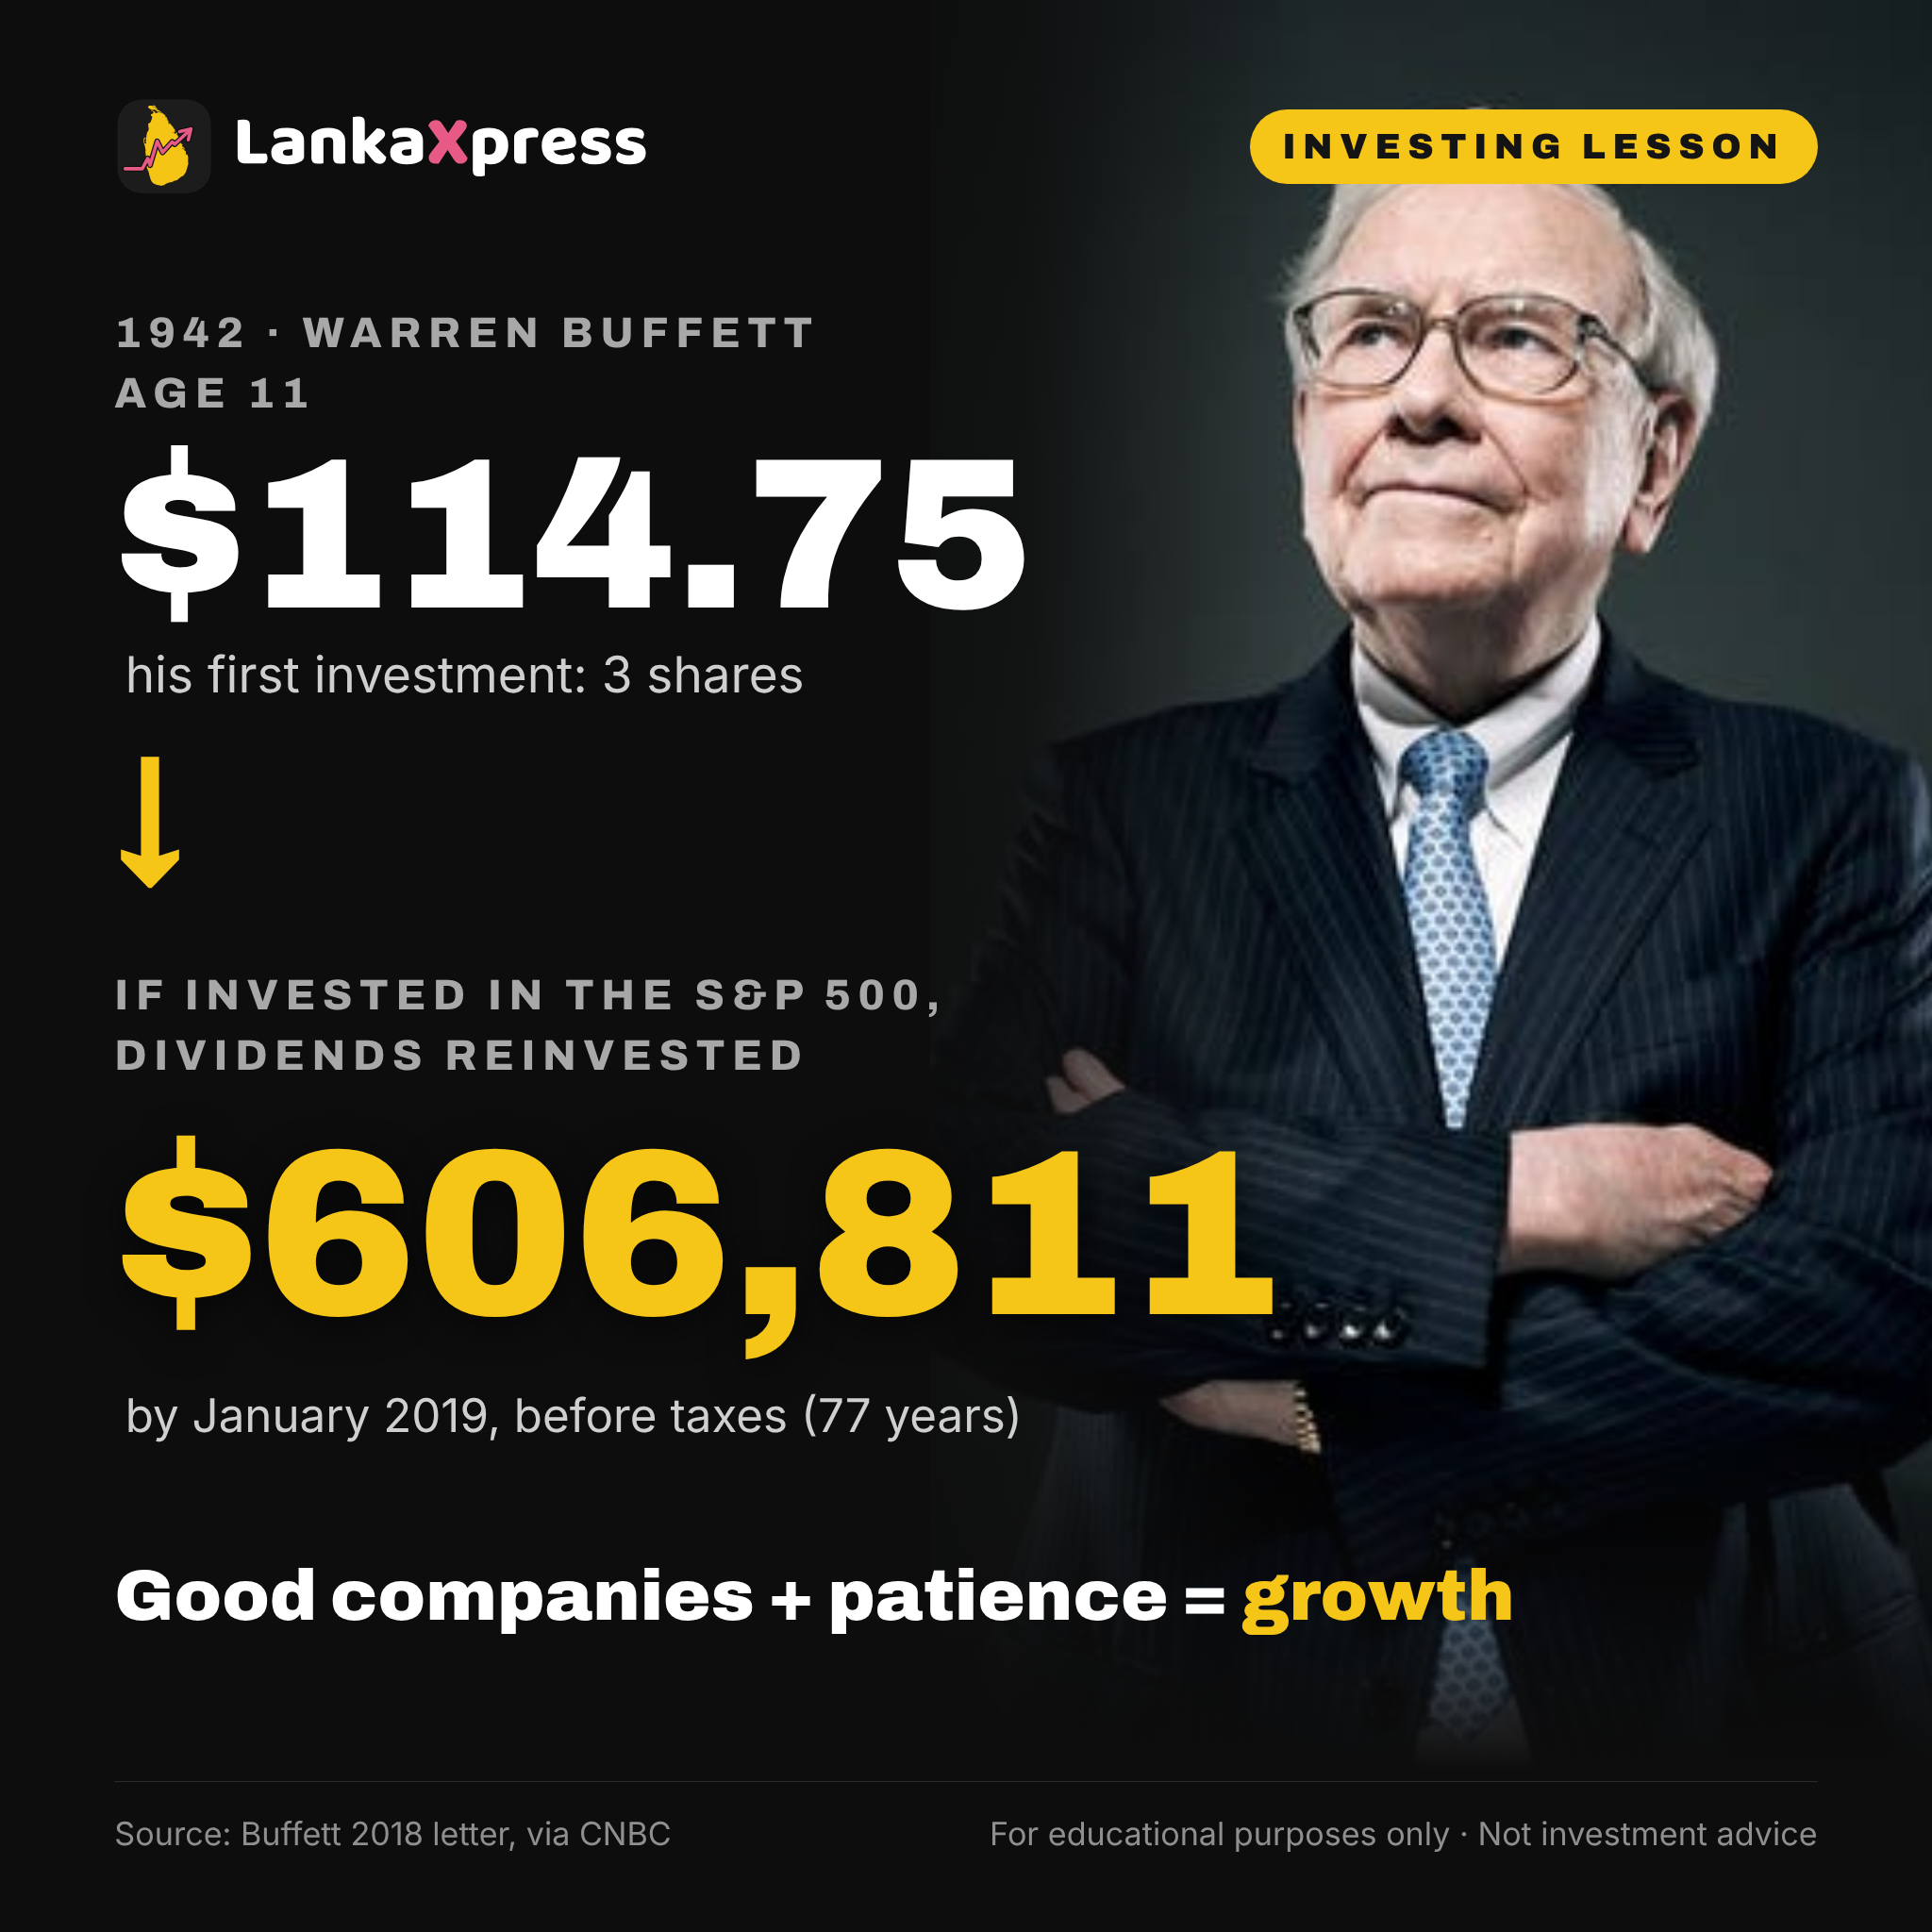 LankaXpress
INVESTING LESSON
1942 · WARREN BUFFETT
AGE 11
$114.75
his first investment: 3 shares
↓
IF INVESTED IN THE S&P 500,
DIVIDENDS REINVESTED
$606,811
by January 2019, before taxes (77 years)
Good companies + patience = growth
Source: Buffett 2018 letter, via CNBC
For educational purposes only · Not investment advice